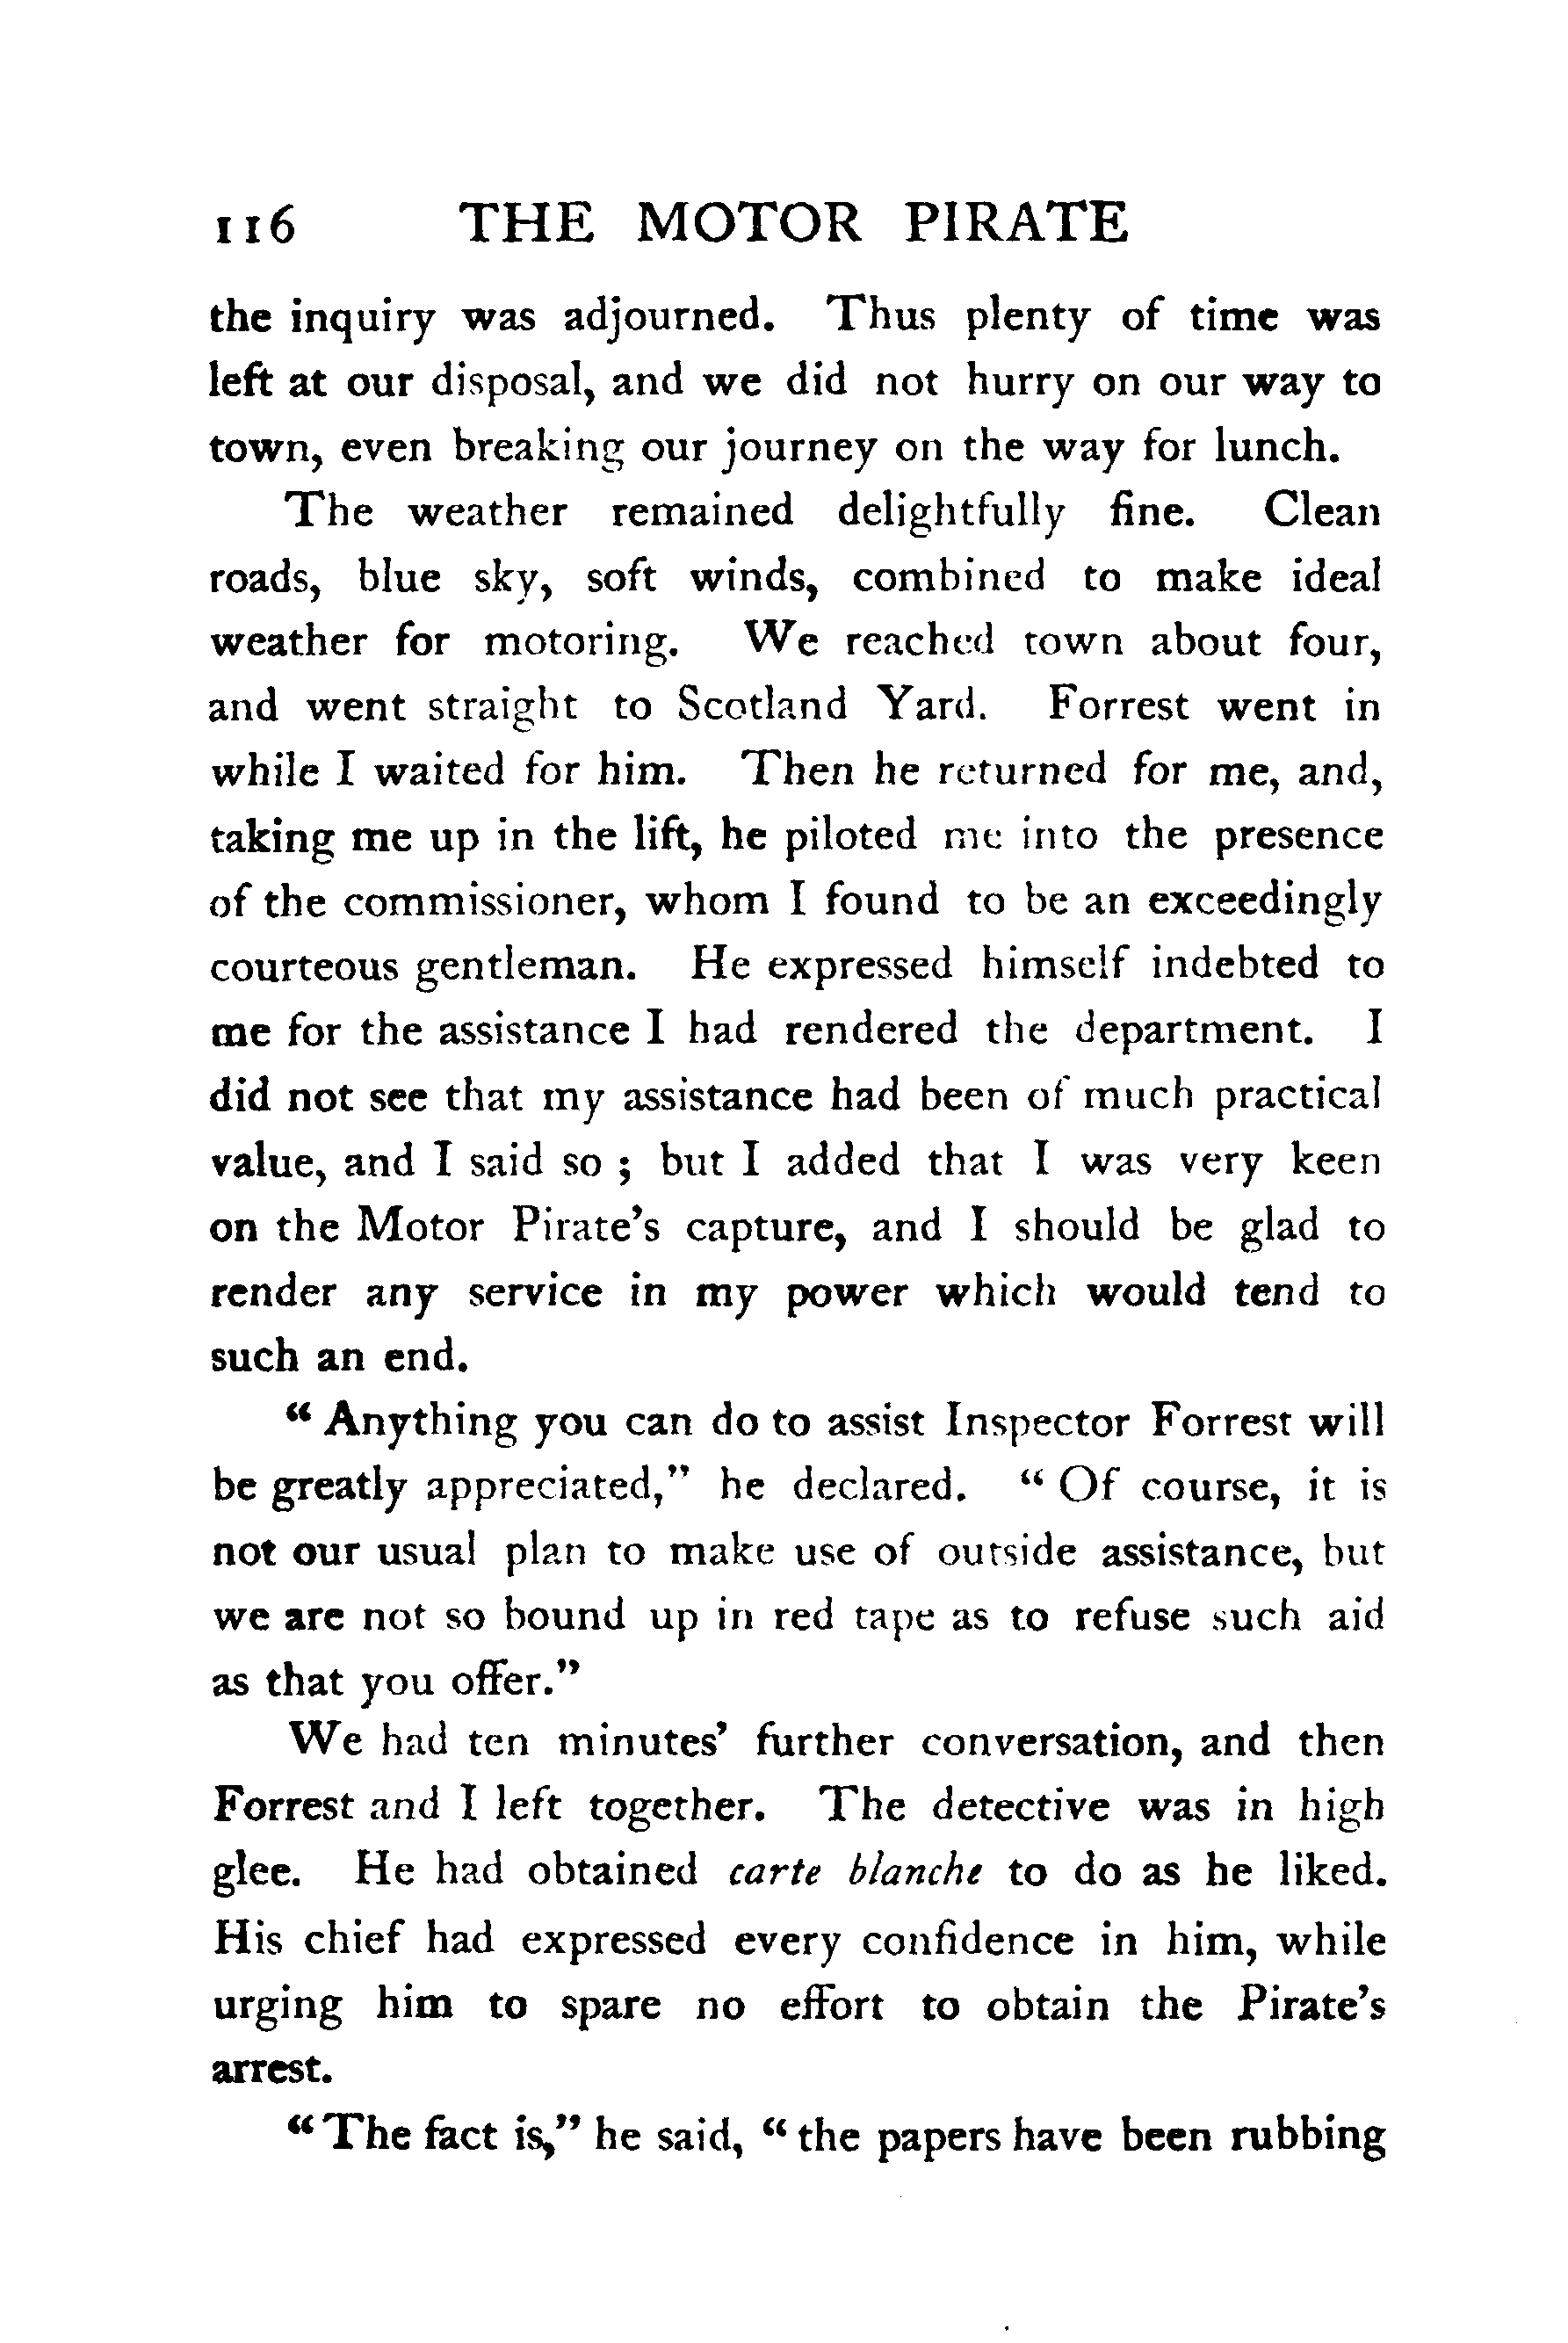 116 THE MOTOR PIRATE
the inquiry was adjourned. Thus plenty of time was
left at our disposal, and we did not hurry on our way to
town, even breaking our journey on the way for lunch.
The weather remained delightfully fine. Clean
roads, blue sky, soft winds, combined to make ideal
weather for motoring. We reached town about four,
and went straight to Scotland Yard. Forrest went in
while I waited for him. Then he returned for me, and,
taking me up in the lift, he piloted me into the presence
of the commissioner, whom I found to be an exceedingly
courteous gentleman. He expressed himself indebted to
me for the assistance I had rendered the department. I
did not see that my assistance had been of much practical
value, and I said so ; but I added that I was very keen
on the Motor Pirate's capture, and I should be glad to
render any service in my power which would tend to
such an end.
“ Anything you can do to assist Inspector Forrest will
be greatly appreciated,” he declared. “ Of course, it is
not our usual plan to make use of outside assistance, but
we are not so bound up in red tape as to refuse such aid
as that you offer.”
We had ten minutes' further conversation, and then
Forrest and I left together. The detective was in high
glee. He had obtained carte blanche to do as he liked.
His chief had expressed every confidence in him, while
urging him to spare no effort to obtain the Pirate's
arrest.
“ The fact is,” he said, “ the papers have been rubbing